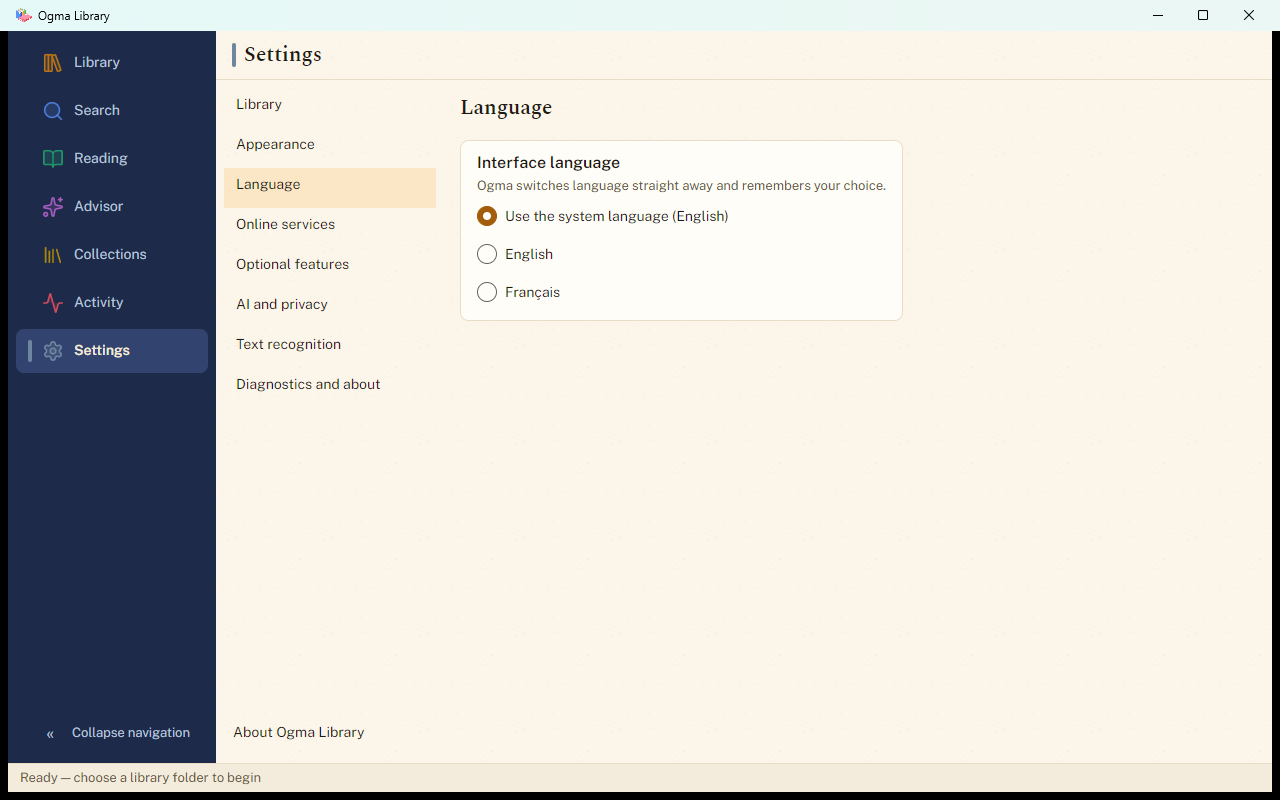 Ogma Library
Library
Search
Reading
Advisor
Collections
Activity
Settings
« Collapse navigation
Settings
Library
Appearance
Language
Online services
Optional features
AI and privacy
Text recognition
Diagnostics and about
About Ogma Library
Language
Interface language
Ogma switches language straight away and remembers your choice.
Use the system language (English)
English
Français
Ready — choose a library folder to begin